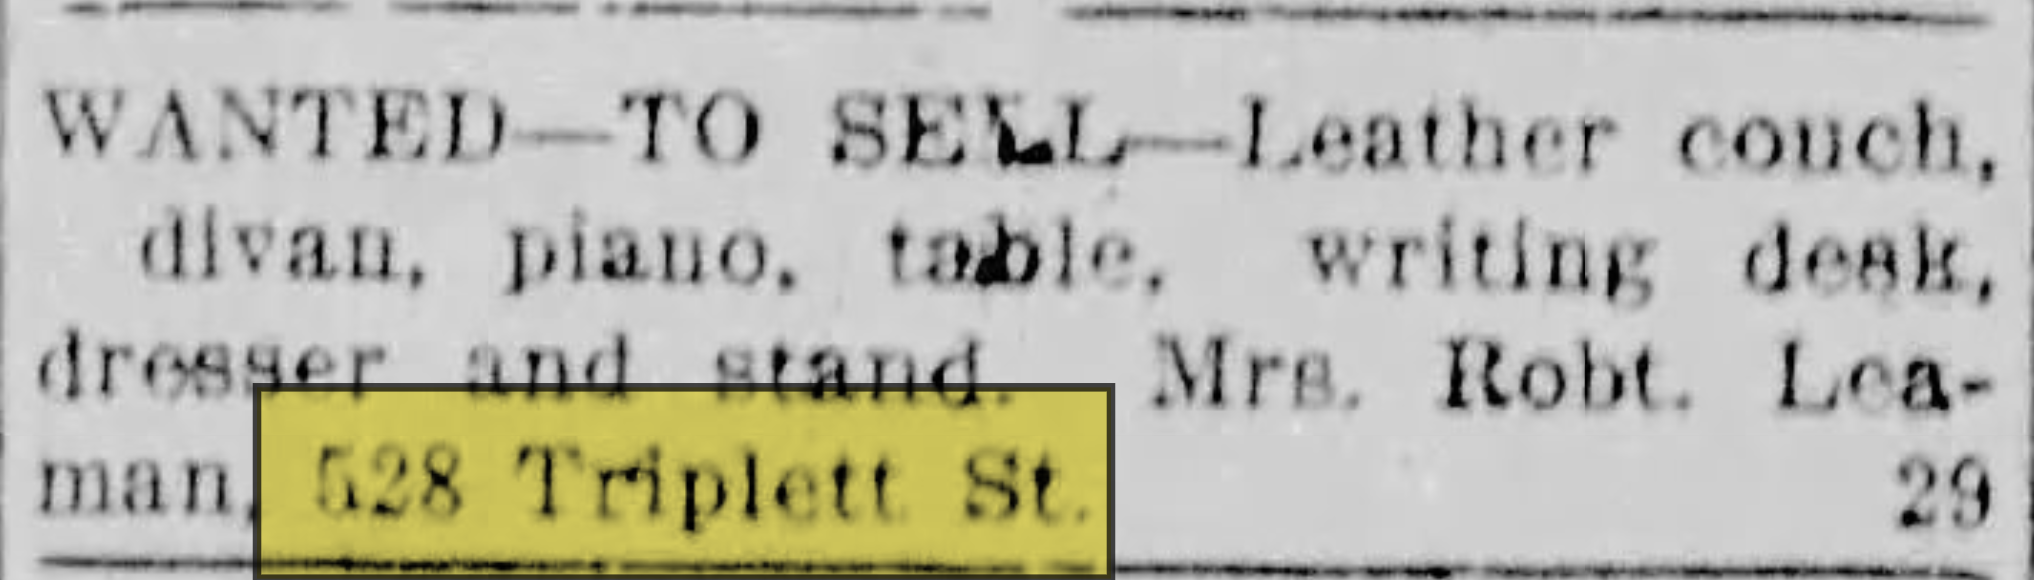 WANTED—TO SELL—Leather couch,
divan, piano, table, writing desk,
dresser and stand. Mrs. Robt. Lea-
man, 528 Triplett St. 29